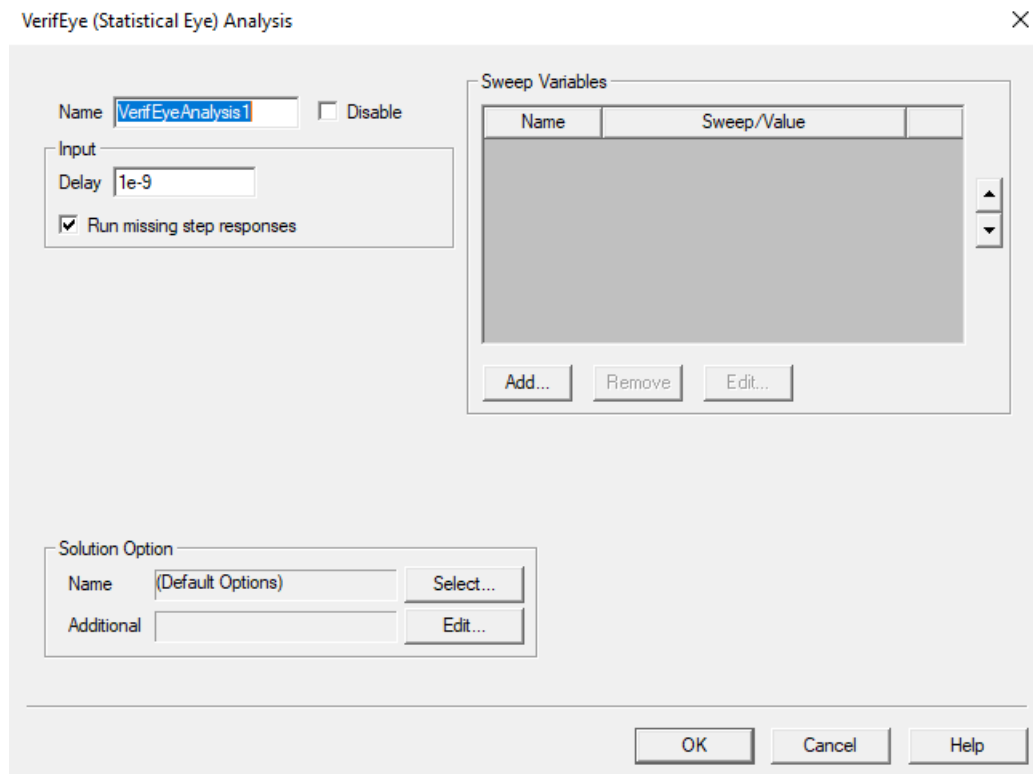 VerifEye (Statistical Eye) Analysis
Name VerifEyeAnalysis1 Disable
Input
Delay 1e-9
Run missing step responses
Sweep Variables
Name Sweep/Value
Add... Remove Edit...
Solution Option
Name (Default Options) Select...
Additional Edit...
OK Cancel Help